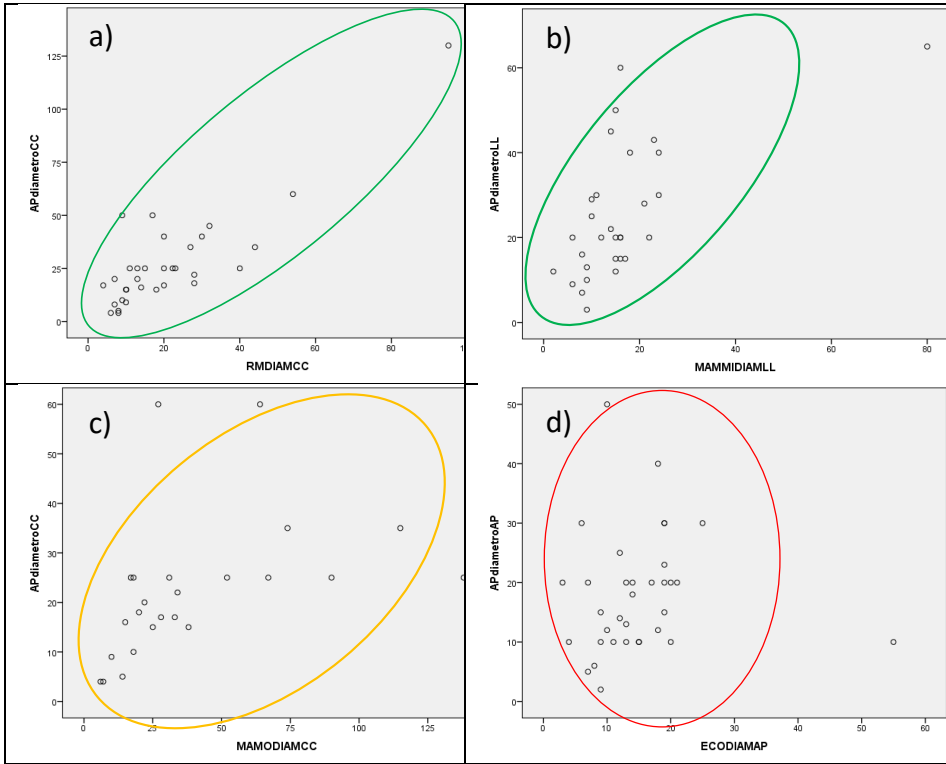 a)
APdiametroCC
125
100
75
50
25
0
0 20 40 60 80 1
RMDIAMCC
b)
APdiametroLL
60
40
20
0
0 20 40 60 80
MAMMIDIAMLL
c)
APdiametroCC
60
50
40
30
20
10
0
0 25 50 75 100 125
MAMODIAMCC
d)
APdiametroAP
50
40
30
20
10
0
0 10 20 30 40 50 60
ECODIAMAP